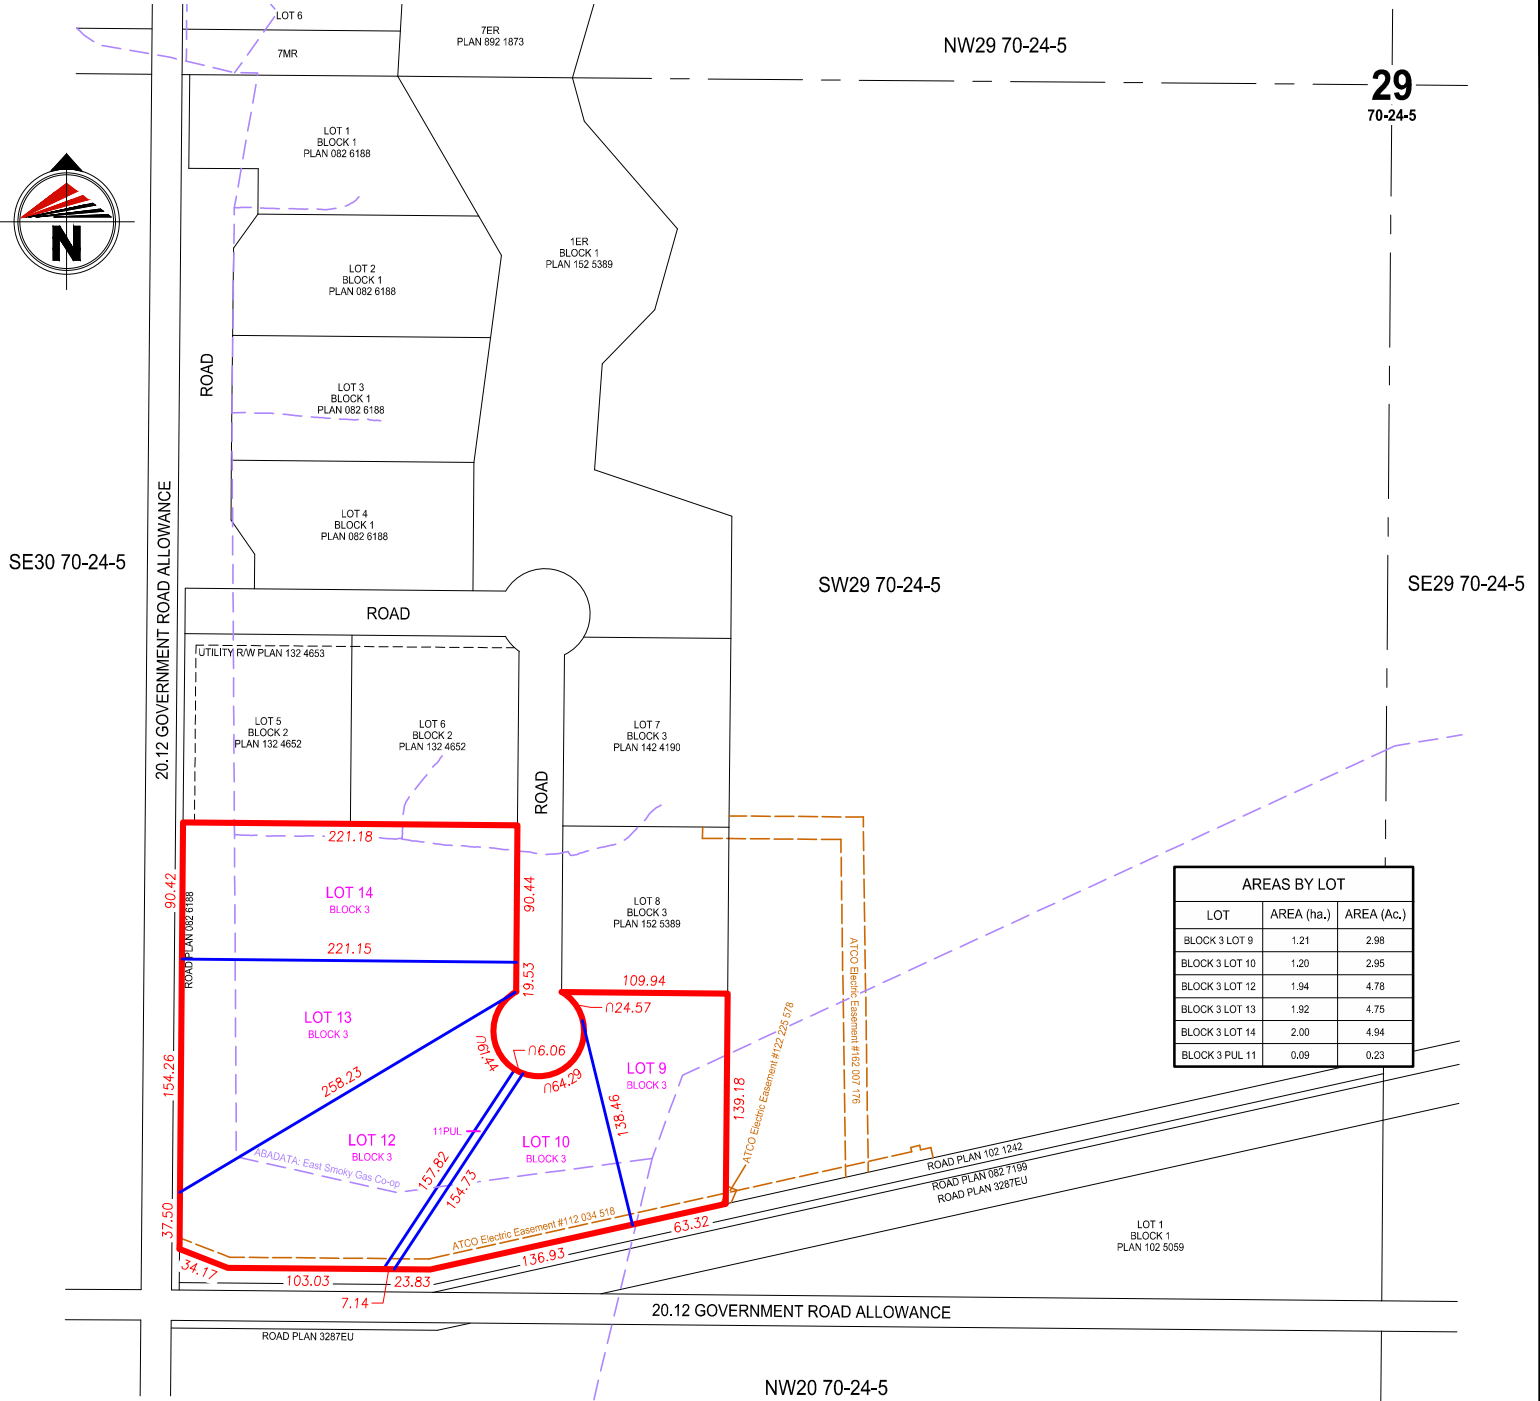 LOT 6
7MR
7ER
PLAN 892 1873
NW29 70-24-5
29
70-24-5
LOT 1
BLOCK 1
PLAN 082 6188
N
1ER
BLOCK 1
PLAN 152 5389
LOT 2
BLOCK 1
PLAN 082 6188
ROAD
LOT 3
BLOCK 1
PLAN 082 6188
LOT 4
BLOCK 1
PLAN 082 6188
20.12 GOVERNMENT ROAD ALLOWANCE
SE30 70-24-5
SW29 70-24-5
SE29 70-24-5
ROAD
UTILITY R/W PLAN 132 4653
LOT 5
BLOCK 2
PLAN 132 4652
LOT 6
BLOCK 2
PLAN 132 4652
LOT 7
BLOCK 3
PLAN 142 4190
ROAD
221.18
90.42
ROAD PLAN 082 6188
LOT 14
BLOCK 3
90.44
LOT 8
BLOCK 3
PLAN 152 5389
221.15
19.53
109.94
∩24.57
ATCO Electric Easement #162 007 176
ATCO Electric Easement #122 225 578
AREAS BY LOT
LOT AREA (ha.) AREA (Ac.)
BLOCK 3 LOT 9 1.21 2.98
BLOCK 3 LOT 10 1.20 2.95
BLOCK 3 LOT 12 1.94 4.78
BLOCK 3 LOT 13 1.92 4.75
BLOCK 3 LOT 14 2.00 4.94
BLOCK 3 PUL 11 0.09 0.23
LOT 13
BLOCK 3
∩61.44
∩6.06
∩64.29
LOT 9
BLOCK 3
154.26
258.23
138.46
139.18
LOT 12
BLOCK 3
11PUL
LOT 10
BLOCK 3
157.82
154.73
ABADATA: East Smoky Gas Co-op
ROAD PLAN 102 1242
ROAD PLAN 082 7199
ROAD PLAN 3287EU
37.50
ATCO Electric Easement #112 034 518
63.32
136.93
LOT 1
BLOCK 1
PLAN 102 5059
34.17
103.03
23.83
7.14
20.12 GOVERNMENT ROAD ALLOWANCE
ROAD PLAN 3287EU
NW20 70-24-5